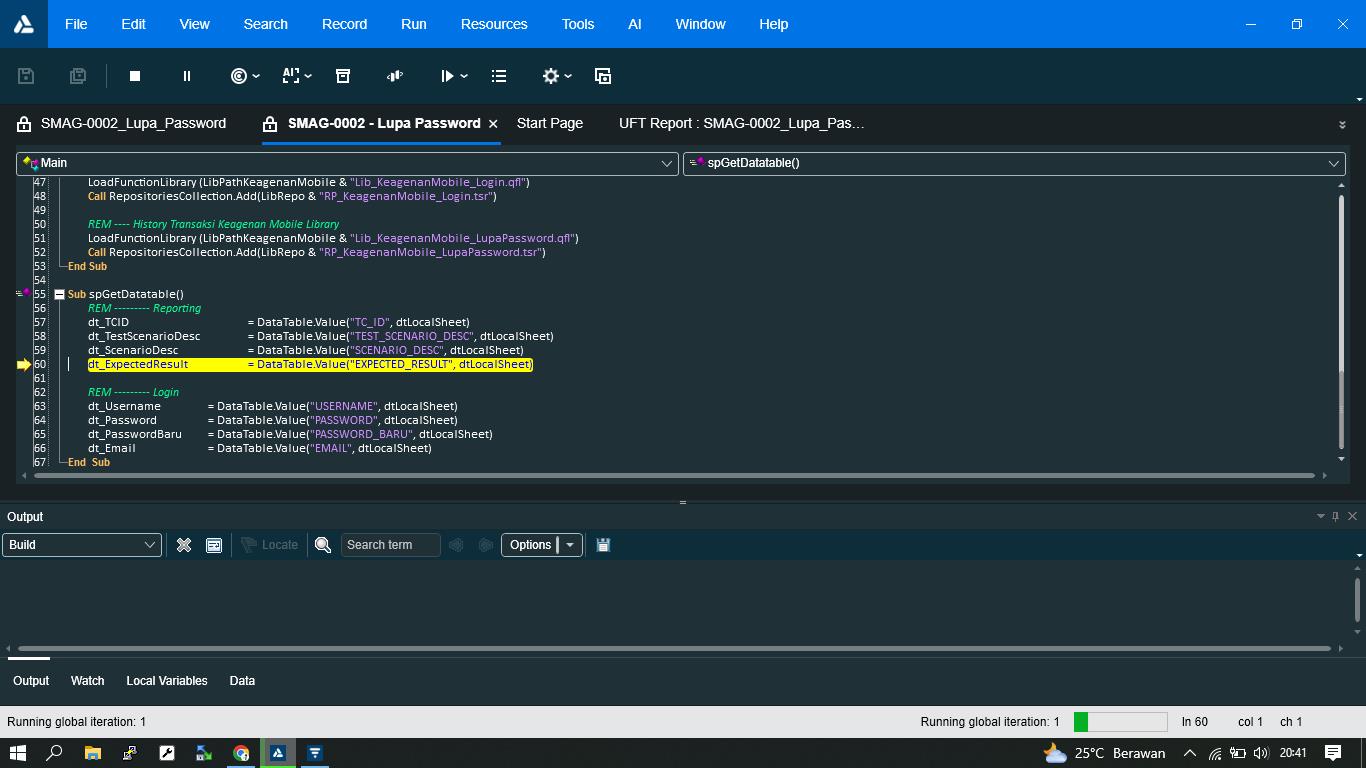 File Edit View Search Record Run Resources Tools AI Window Help
SMAG-0002_Lupa_Password SMAG-0002 - Lupa Password Start Page UFT Report : SMAG-0002_Lupa_Pas...
Main spGetDatatable()
47 LoadFunctionLibrary (LibPathKeagenanMobile & "Lib_KeagenanMobile_Login.qfl")
48 Call RepositoriesCollection.Add(LibRepo & "RP_KeagenanMobile_Login.tsr")
49
50 REM ---- History Transaksi Keagenan Mobile Library
51 LoadFunctionLibrary (LibPathKeagenanMobile & "Lib_KeagenanMobile_LupaPassword.qfl")
52 Call RepositoriesCollection.Add(LibRepo & "RP_KeagenanMobile_LupaPassword.tsr")
53 End Sub
54
55 Sub spGetDatatable()
56 REM --------- Reporting
57 dt_TCID = DataTable.Value("TC_ID", dtLocalSheet)
58 dt_TestScenarioDesc = DataTable.Value("TEST_SCENARIO_DESC", dtLocalSheet)
59 dt_ScenarioDesc = DataTable.Value("SCENARIO_DESC", dtLocalSheet)
60 dt_ExpectedResult = DataTable.Value("EXPECTED_RESULT", dtLocalSheet)
61
62 REM --------- Login
63 dt_Username = DataTable.Value("USERNAME", dtLocalSheet)
64 dt_Password = DataTable.Value("PASSWORD", dtLocalSheet)
65 dt_PasswordBaru = DataTable.Value("PASSWORD_BARU", dtLocalSheet)
66 dt_Email = DataTable.Value("EMAIL", dtLocalSheet)
67 End Sub
Output
Build Locate Search term Options
Output Watch Local Variables Data
Running global iteration: 1 Running global iteration: 1 ln 60 col 1 ch 1
25°C Berawan 20:41